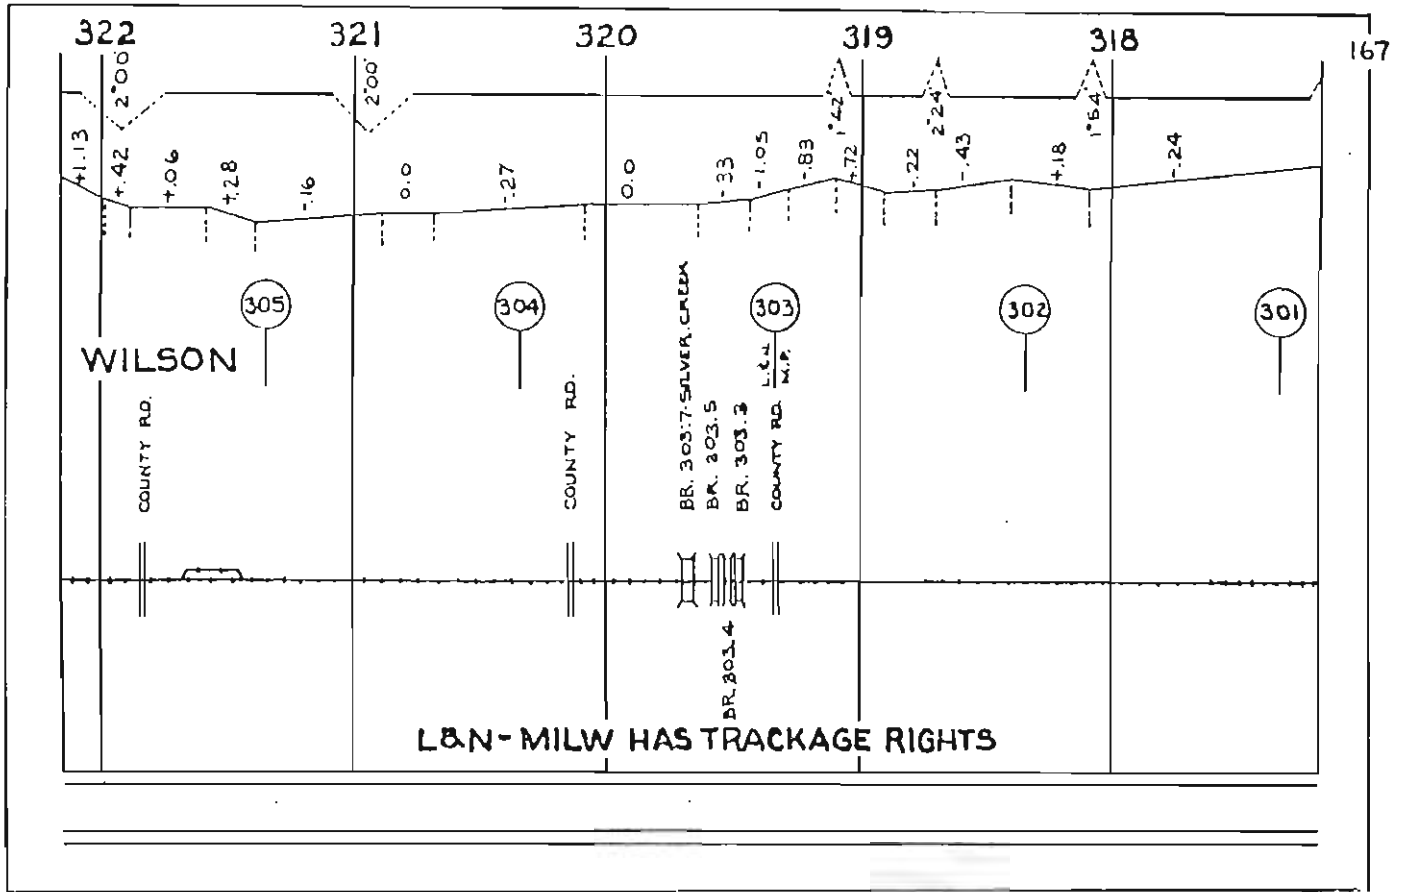 322 321 320 319 318 167
2°00' 2°00' 1°42' 2°24' 1°54'
+1.13 +.42 +.06 +.28 -.16 0.0 -.27 0.0 -.33 -1.05 -.83 +.72 -.22 -.43 +.18 -.24
305 304 303 302 301
WILSON
L&N M.P.
COUNTY RD.
COUNTY RD.
BR. 303.7-SILVER CREEK
BR. 303.5
BR. 303.3
COUNTY RD.
BR. 303.4
L&N-MILW HAS TRACKAGE RIGHTS